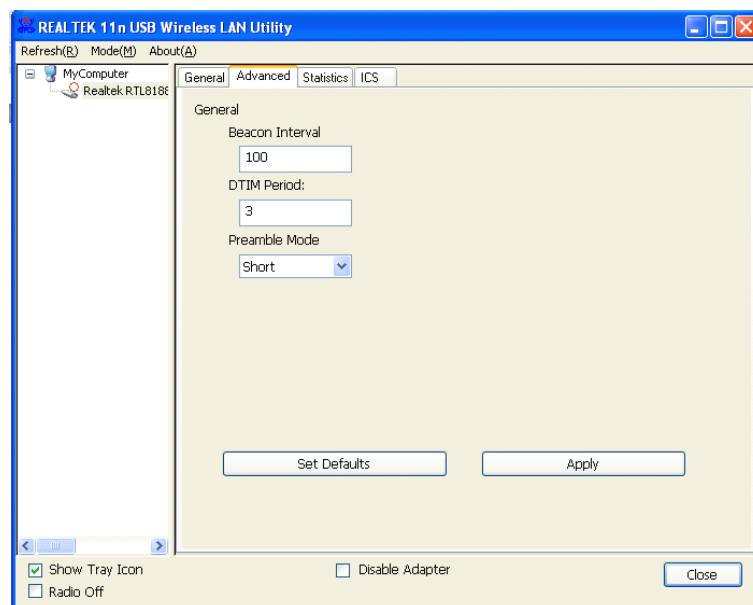 REALTEK 11n USB Wireless LAN Utility
Refresh(R) Mode(M) About(A)
MyComputer
Realtek RTL8188
General Advanced Statistics ICS
General
Beacon Interval
100
DTIM Period:
3
Preamble Mode
Short
Set Defaults Apply
Show Tray Icon Disable Adapter Close
Radio Off